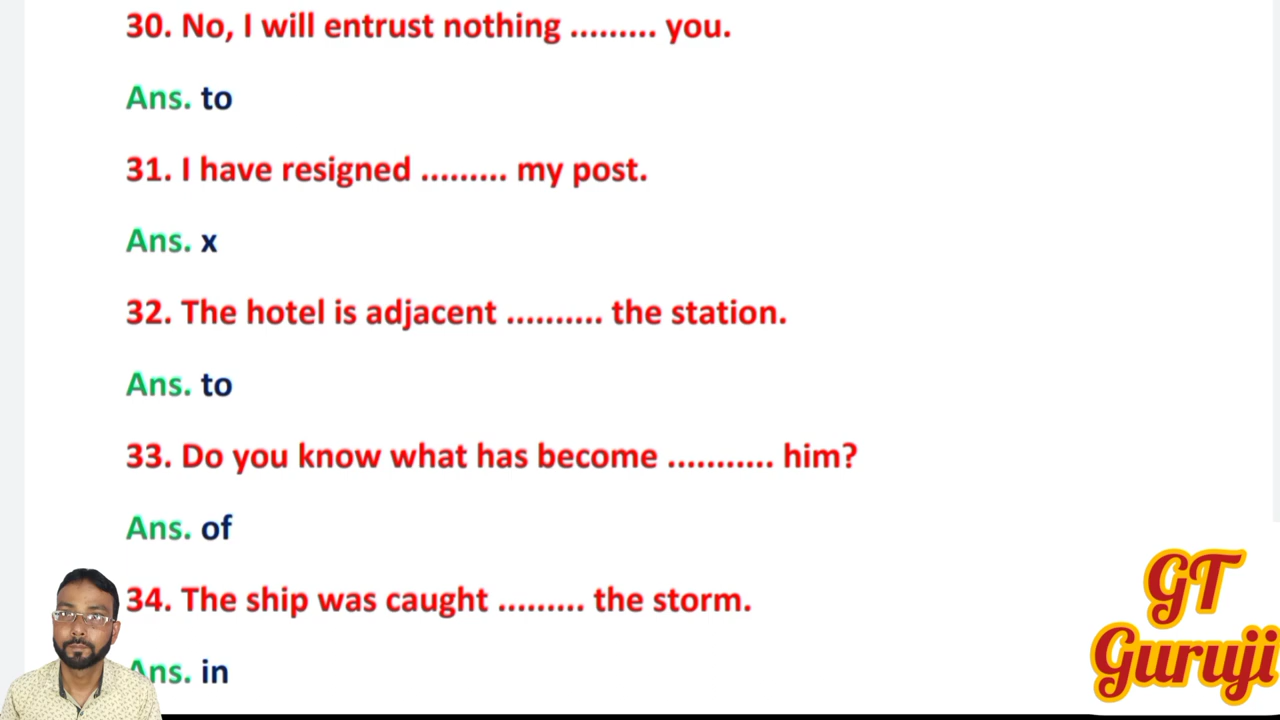 30. No, I will entrust nothing ......... you.
Ans. to
31. I have resigned ......... my post.
Ans. x
32. The hotel is adjacent .......... the station.
Ans. to
33. Do you know what has become ........... him?
Ans. of
34. The ship was caught ......... the storm.
Ans. in
GT
Guruji